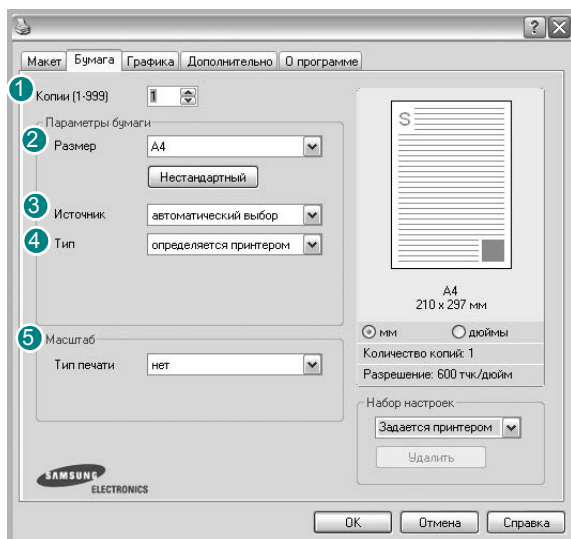 ?
Макет Бумага Графика Дополнительно О программе
1 Копии (1-999) 1
Параметры бумаги
2 Размер A4
Нестандартный
3 Источник автоматический выбор
4 Тип определяется принтером
5 Масштаб
Тип печати нет
S
A4
210 x 297 мм
мм дюймы
Количество копий: 1
Разрешение: 600 тчк/дюйм
Набор настроек
Задается принтером
Удалить
SAMSUNG
ELECTRONICS
OK Отмена Справка